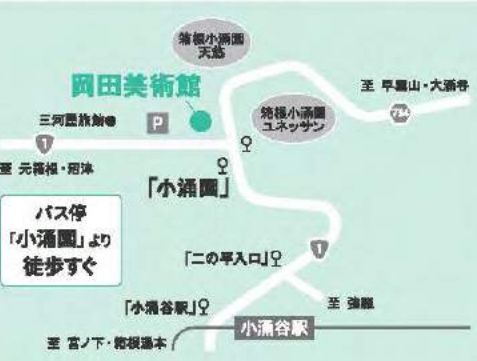 箱根小涌園
天悠
岡田美術館
至 早雲山・大涌谷
三河屋旅館
P
箱根小涌園
ユネッサン
734
1
至 元箱根・沼津
「小涌園」
バス停
「小涌園」より
徒歩すぐ
「二の平入口」
1
「小涌谷駅」
至 強羅
小涌谷駅
至 宮ノ下・箱根湯本